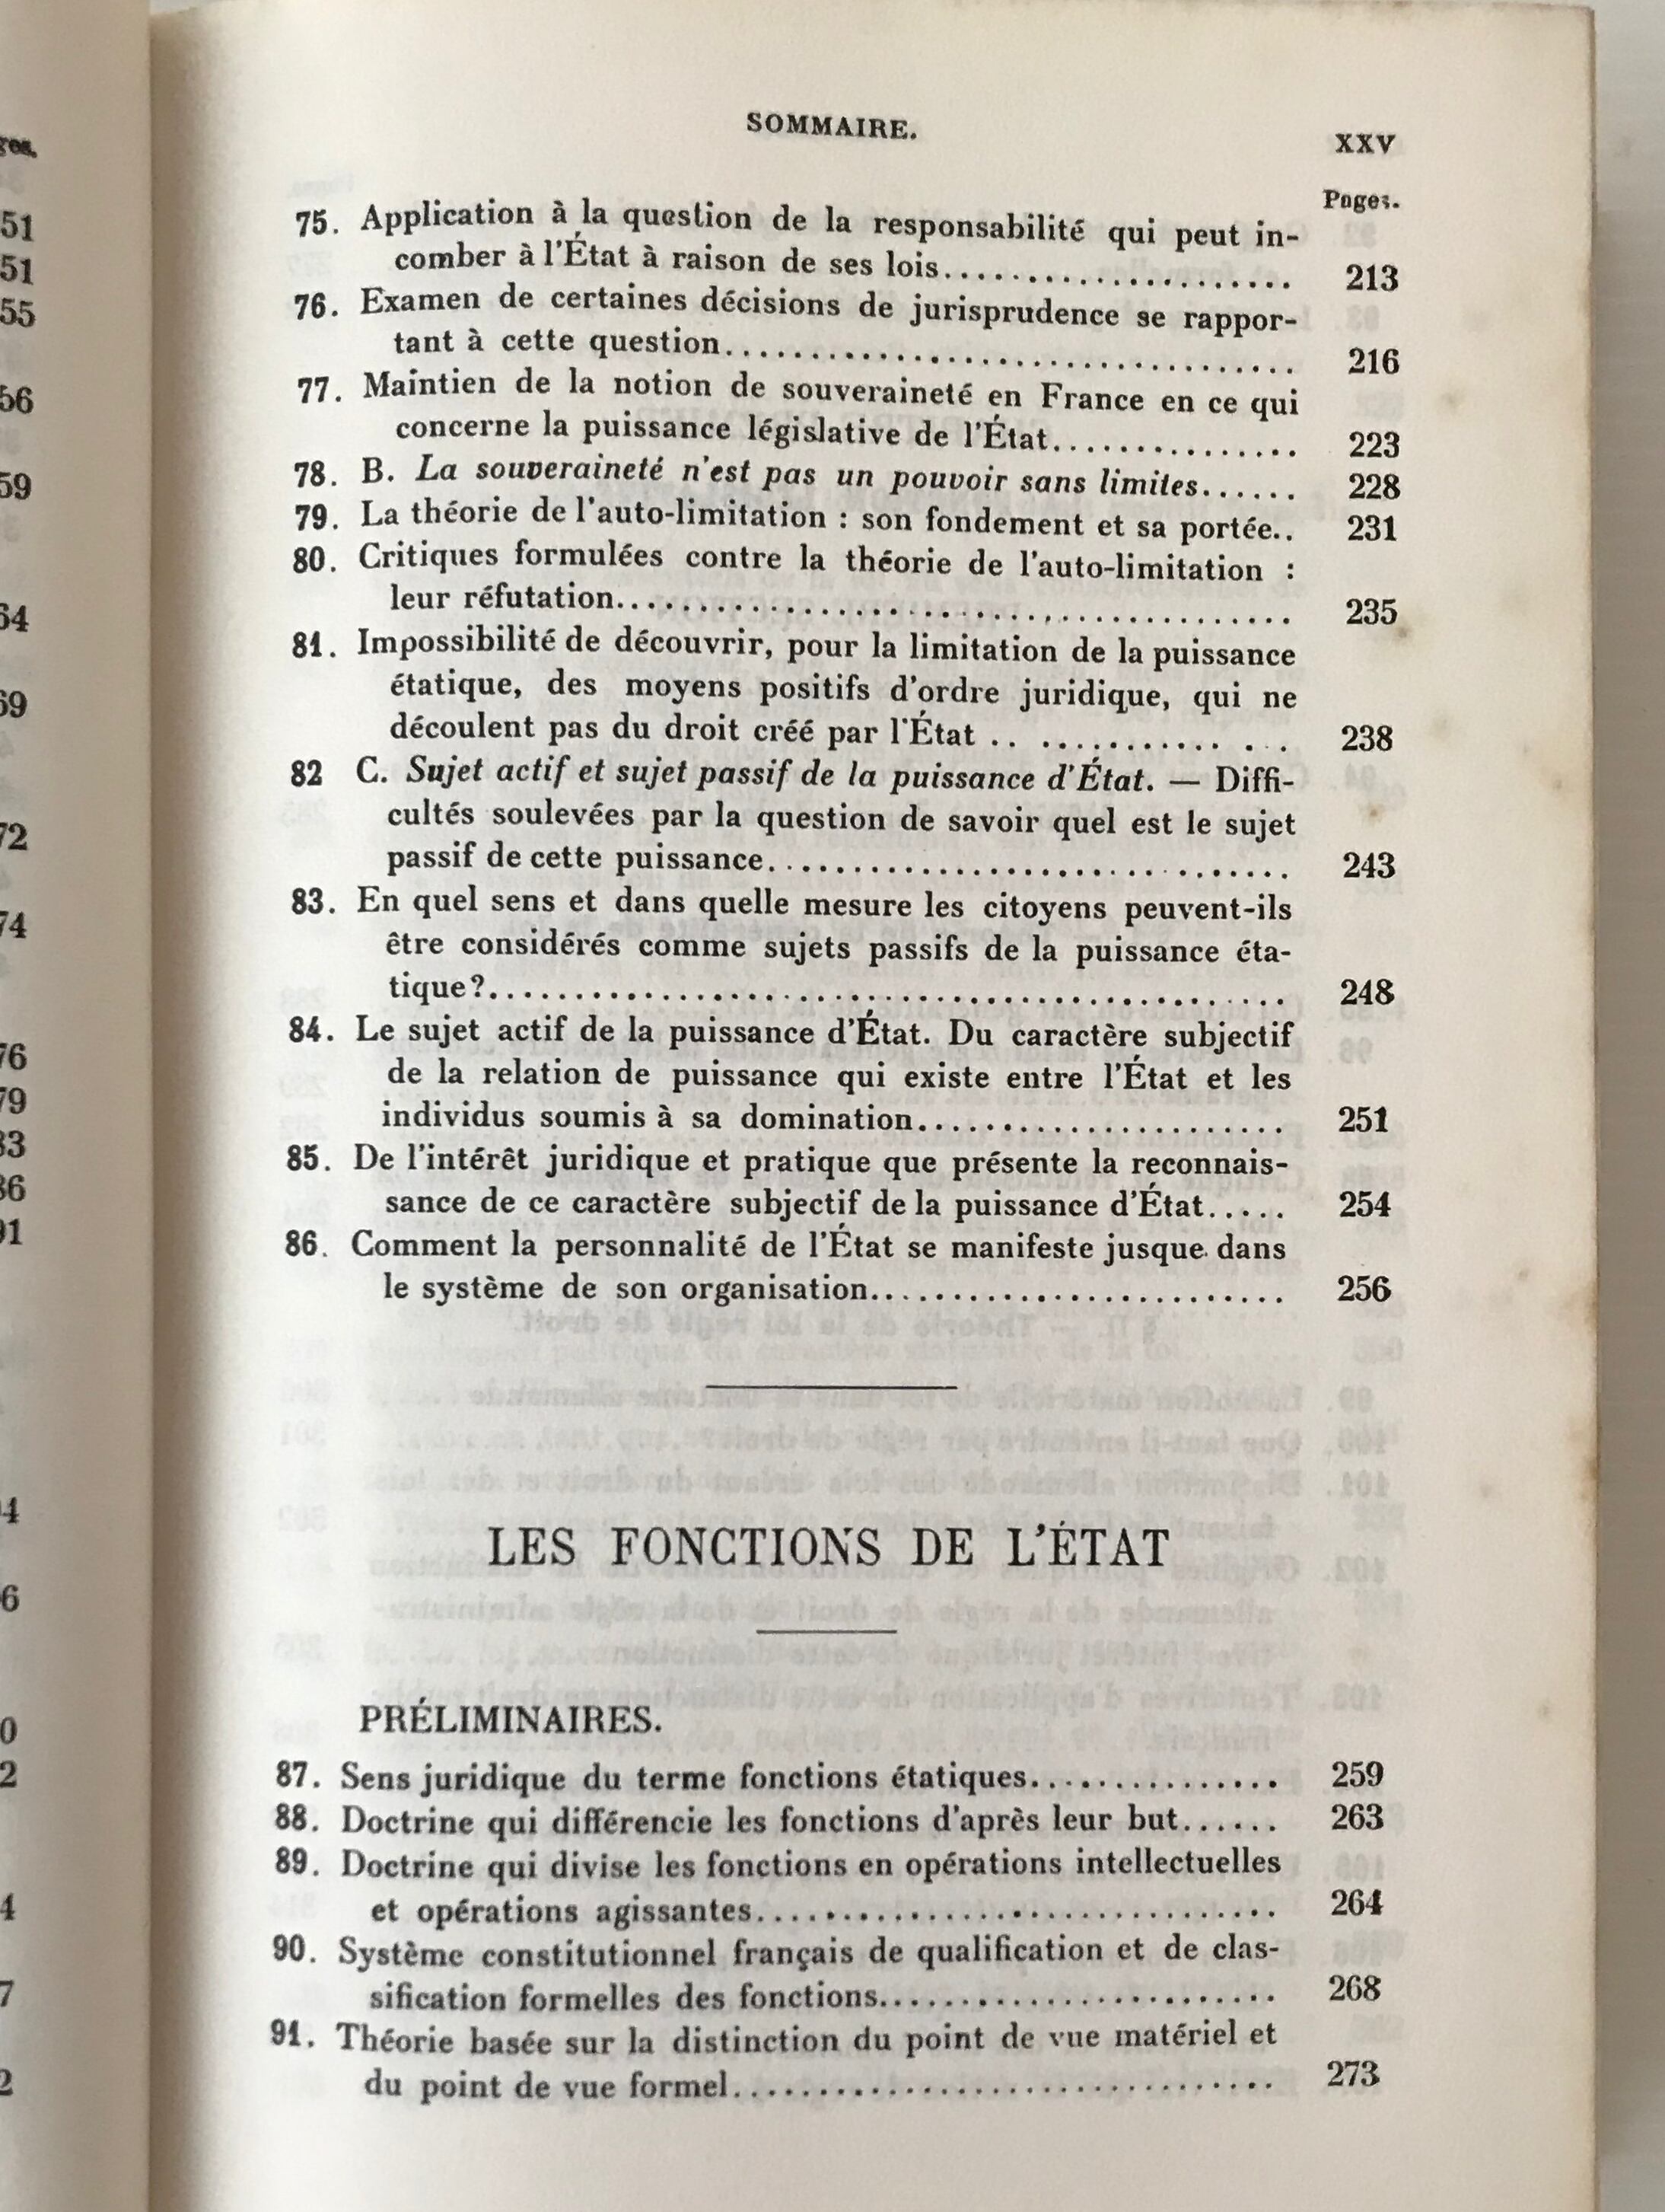 SOMMAIRE.
XXV
Pages.
75. Application à la question de la responsabilité qui peut in-
comber à l'État à raison de ses lois.................... 213
76. Examen de certaines décisions de jurisprudence se rappor-
tant à cette question................................. 216
77. Maintien de la notion de souveraineté en France en ce qui
concerne la puissance législative de l'État.............. 223
78. B. La souveraineté n'est pas un pouvoir sans limites...... 228
79. La théorie de l'auto-limitation : son fondement et sa portée.. 231
80. Critiques formulées contre la théorie de l'auto-limitation :
leur réfutation....................................... 235
81. Impossibilité de découvrir, pour la limitation de la puissance
étatique, des moyens positifs d'ordre juridique, qui ne
découlent pas du droit créé par l'État .. ............ . . . 238
82 C. Sujet actif et sujet passif de la puissance d'État. — Diffi-
cultés soulevées par la question de savoir quel est le sujet
passif de cette puissance............................... 243
83. En quel sens et dans quelle mesure les citoyens peuvent-ils
être considérés comme sujets passifs de la puissance éta-
tique?............................................... 248
84. Le sujet actif de la puissance d'État. Du caractère subjectif
de la relation de puissance qui existe entre l'État et les
individus soumis à sa domination...................... 251
85. De l'intérêt juridique et pratique que présente la reconnais-
sance de ce caractère subjectif de la puissance d'État..... 254
86. Comment la personnalité de l'État se manifeste jusque dans
le système de son organisation......................... 256
LES FONCTIONS DE L'ÉTAT
PRÉLIMINAIRES.
87. Sens juridique du terme fonctions étatiques............... 259
88. Doctrine qui différencie les fonctions d'après leur but...... 263
89. Doctrine qui divise les fonctions en opérations intellectuelles
et opérations agissantes............................... 264
90. Système constitutionnel français de qualification et de clas-
sification formelles des fonctions........................ 268
91. Théorie basée sur la distinction du point de vue matériel et
du point de vue formel................................ 273